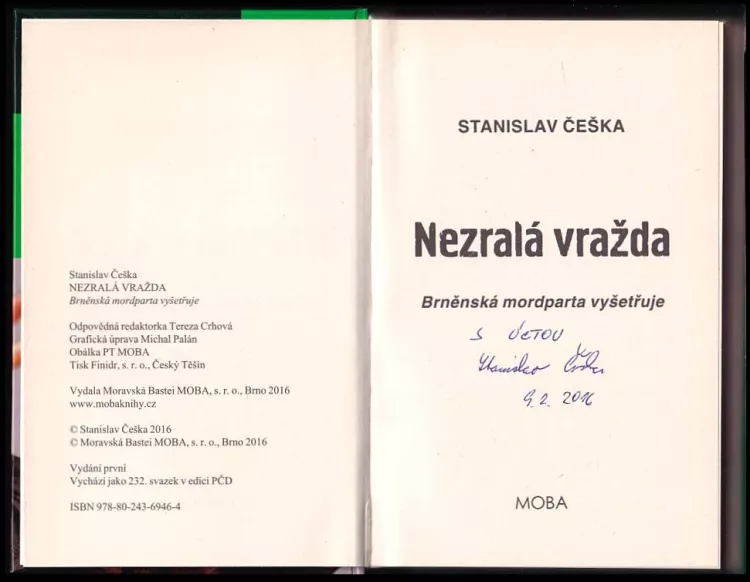 Stanislav Češka
NEZRALÁ VRAŽDA
Brněnská mordparta vyšetřuje
Odpovědná redaktorka Tereza Crhová
Grafická úprava Michal Palán
Obálka PT MOBA
Tisk Finidr, s. r. o., Český Těšín
Vydala Moravská Bastei MOBA, s. r. o., Brno 2016
www.mobaknihy.cz
© Stanislav Češka 2016
© Moravská Bastei MOBA, s. r. o., Brno 2016
Vydání první
Vychází jako 232. svazek v edici PČD
ISBN 978-80-243-6946-4
STANISLAV ČEŠKA
Nezralá vražda
Brněnská mordparta vyšetřuje
S ÚCTOU
Stanislav Češka
9. 2. 2016
MOBA